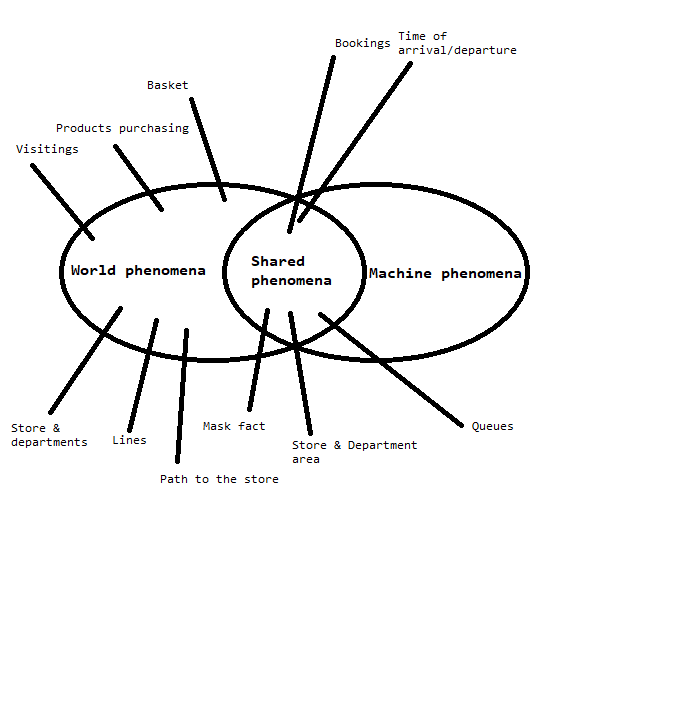 Bookings
Time of
arrival/departure
Basket
Products purchasing
Visitings
World phenomena
Shared
phenomena
Machine phenomena
Store &
departments
Lines
Mask fact
Store & Department
area
Queues
Path to the store